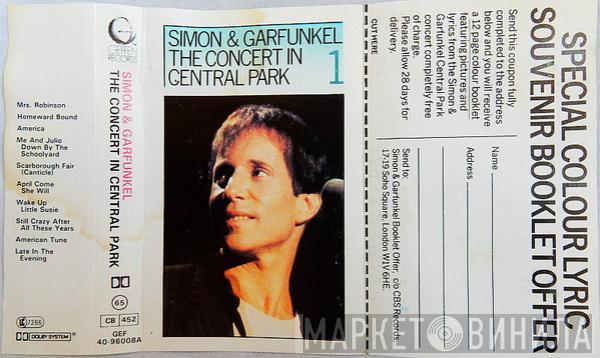 GEFFEN
RECORDS
Mrs. Robinson
Homeward Bound
America
Me And Julio
Down By The
Schoolyard
Scarborough Fair
(Canticle)
April Come
She Will
Wake Up
Little Susie
Still Crazy After
All These Years
American Tune
Late In The
Evening
7266
DOLBY SYSTEM®
SIMON & GARFUNKEL
THE CONCERT IN CENTRAL PARK
65
CB 452
GEF
40-96008A
SIMON & GARFUNKEL
THE CONCERT IN
CENTRAL PARK
1
CUT HERE
SPECIAL COLOUR LYRIC
SOUVENIR BOOKLET OFFER
Send this coupon fully
completed to the address
below and you will receive
a 12 page colour booklet
featuring pictures and
lyrics from the Simon &
Garfunkel Central Park
concert completely free
of charge.
Please allow 28 days for
delivery.
Name
Address
Send to:
Simon & Garfunkel Booklet Offer, c/o CBS Records
17-19 Soho Square, London W1V 6HE.
МАРКЕТ ВИНИЛА